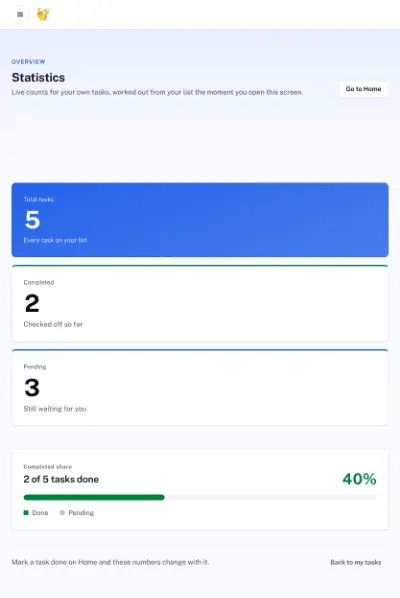 OVERVIEW
Statistics
Live counts for your own tasks, worked out from your list the moment you open this screen.
Go to Home
Total tasks
5
Every task on your list
Completed
2
Checked off so far
Pending
3
Still waiting for you
Completed share
2 of 5 tasks done
40%
Done
Pending
Mark a task done on Home and these numbers change with it.
Back to my tasks